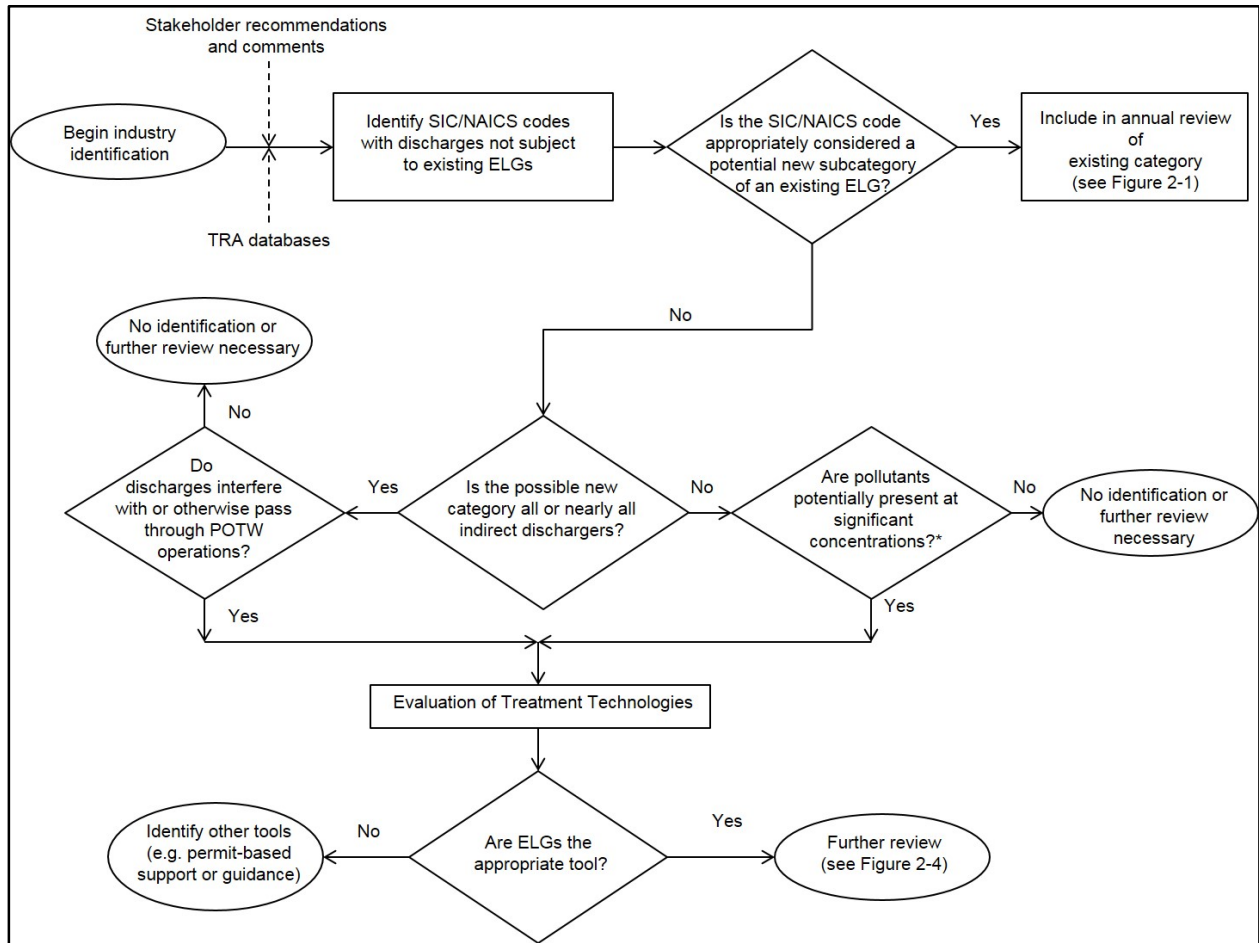 Stakeholder recommendations
and comments
Begin industry
identification
TRA databases
Identify SIC/NAICS codes
with discharges not subject
to existing ELGs
Is the SIC/NAICS code
appropriately considered a
potential new subcategory
of an existing ELG?
Yes
Include in annual review
of
existing category
(see Figure 2-1)
No
No identification or
further review necessary
No
Do
discharges interfere
with or otherwise pass
through POTW
operations?
Yes
Is the possible new
category all or nearly all
indirect dischargers?
No
Are pollutants
potentially present at
significant
concentrations?*
No
No identification or
further review
necessary
Yes
Yes
Evaluation of Treatment Technologies
Identify other tools
(e.g. permit-based
support or guidance)
No
Are ELGs the
appropriate tool?
Yes
Further review
(see Figure 2-4)